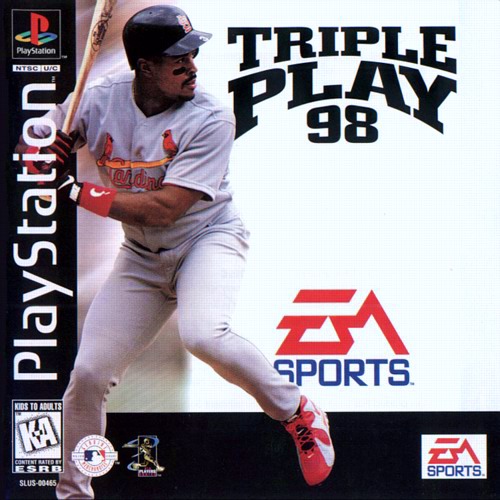 PlayStation
NTSC U/C
PlayStation
TRIPLE
PLAY
98
Cardinals
EA
SPORTS
KIDS TO ADULTS
K-A
CONTENT RATED BY
ESRB
SLUS-00465
EA
SPORTS